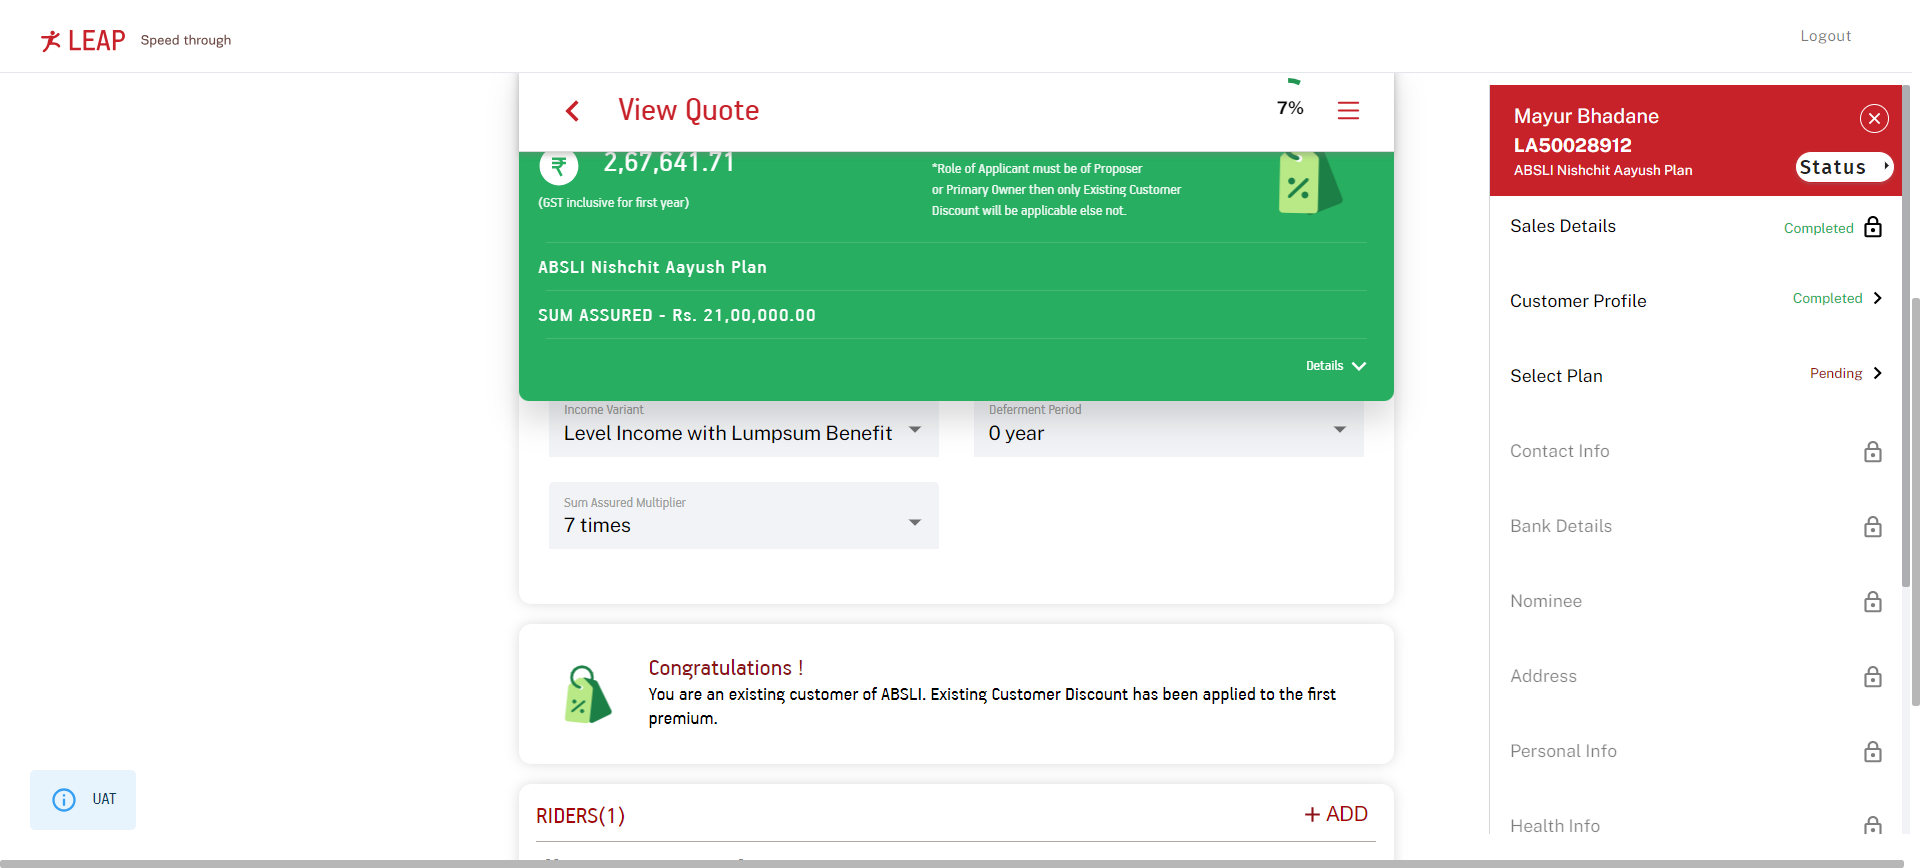 LEAP Speed through
Logout
View Quote
7%
2,67,641.71
(GST inclusive for first year)
*Role of Applicant must be of Proposer
or Primary Owner then only Existing Customer
Discount will be applicable else not.
ABSLI Nishchit Aayush Plan
SUM ASSURED - Rs. 21,00,000.00
Details
Income Variant
Level Income with Lumpsum Benefit
Deferment Period
0 year
Sum Assured Multiplier
7 times
Congratulations !
You are an existing customer of ABSLI. Existing Customer Discount has been applied to the first
premium.
RIDERS(1)
+ ADD
UAT
Mayur Bhadane
LA50028912
ABSLI Nishchit Aayush Plan
Status
Sales Details
Completed
Customer Profile
Completed
Select Plan
Pending
Contact Info
Bank Details
Nominee
Address
Personal Info
Health Info